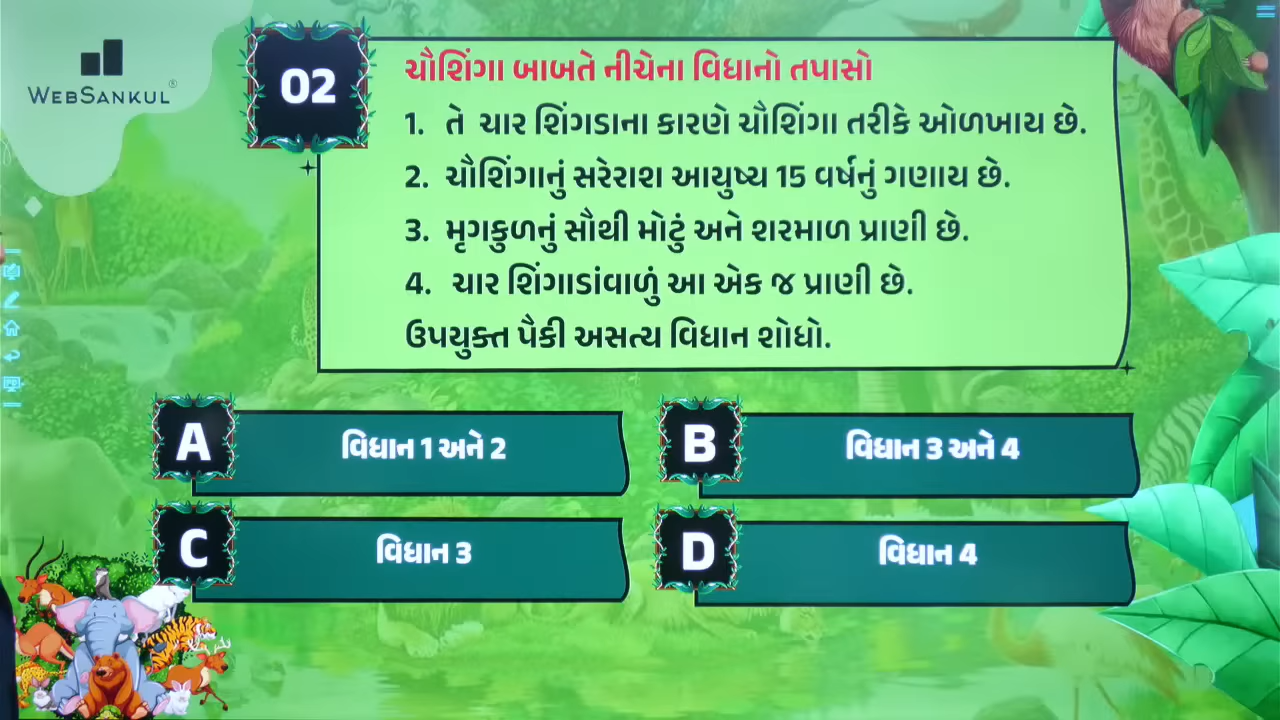 WEBSANKUL®
02
ચૌશિંગા બાબતે નીચેના વિધાનો તપાસો
1. તે ચાર શિંગડાના કારણે ચૌશિંગા તરીકે ઓળખાય છે.
2. ચૌશિંગાનું સરેરાશ આયુષ્ય 15 વર્ષનું ગણાય છે.
3. મૃગકુળનું સૌથી મોટું અને શરમાળ પ્રાણી છે.
4. ચાર શિંગાડાંવાળું આ એક જ પ્રાણી છે.
ઉપયુક્ત પૈકી અસત્ય વિધાન શોધો.
A વિધાન 1 અને 2
B વિધાન 3 અને 4
C વિધાન 3
D વિધાન 4